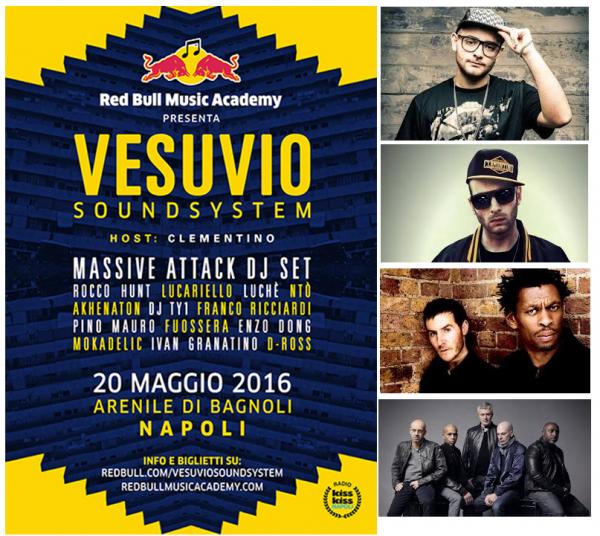 Red Bull Music Academy
PRESENTA
VESUVIO
SOUNDSYSTEM
HOST: CLEMENTINO
MASSIVE ATTACK DJ SET
ROCCO HUNT LUCARIELLO LUCHÈ NTÒ
AKHENATON DJ TY1 FRANCO RICCIARDI
PINO MAURO FUOSSERA ENZO DONG
MOKADELIC IVAN GRANATINO D-ROSS
20 MAGGIO 2016
ARENILE DI BAGNOLI
NAPOLI
INFO E BIGLIETTI SU:
REDBULL.COM/VESUVIOSOUNDSYSTEM
REDBULLMUSICACADEMY.COM
RADIO
kiss
kiss
NAPOLI
CLEMENTINO